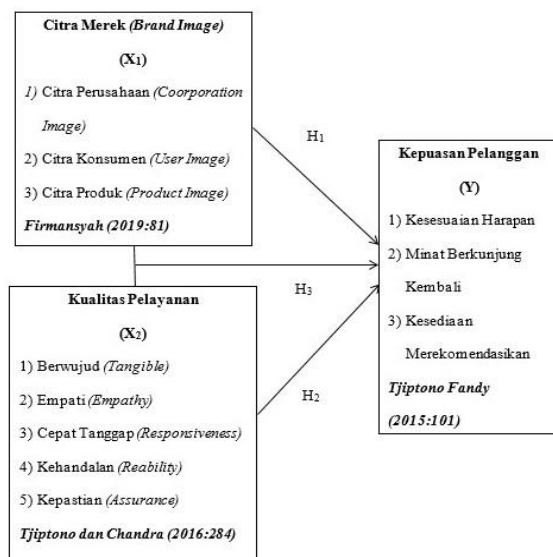 Citra Merek (Brand Image)
(X₁)
1) Citra Perusahaan (Coorporation
Image)
2) Citra Konsumen (User Image)
3) Citra Produk (Product Image)
Firmansyah (2019:81)
H₁
Kepuasan Pelanggan
(Y)
1) Kesesuaian Harapan
2) Minat Berkunjung
Kembali
3) Kesediaan
Merekomendasikan
Tjiptono Fandy
(2015:101)
H₃
Kualitas Pelayanan
(X₂)
1) Berwujud (Tangible)
2) Empati (Empathy)
3) Cepat Tanggap (Responsiveness)
4) Kehandalan (Reability)
5) Kepastian (Assurance)
Tjiptono dan Chandra (2016:284)
H₂